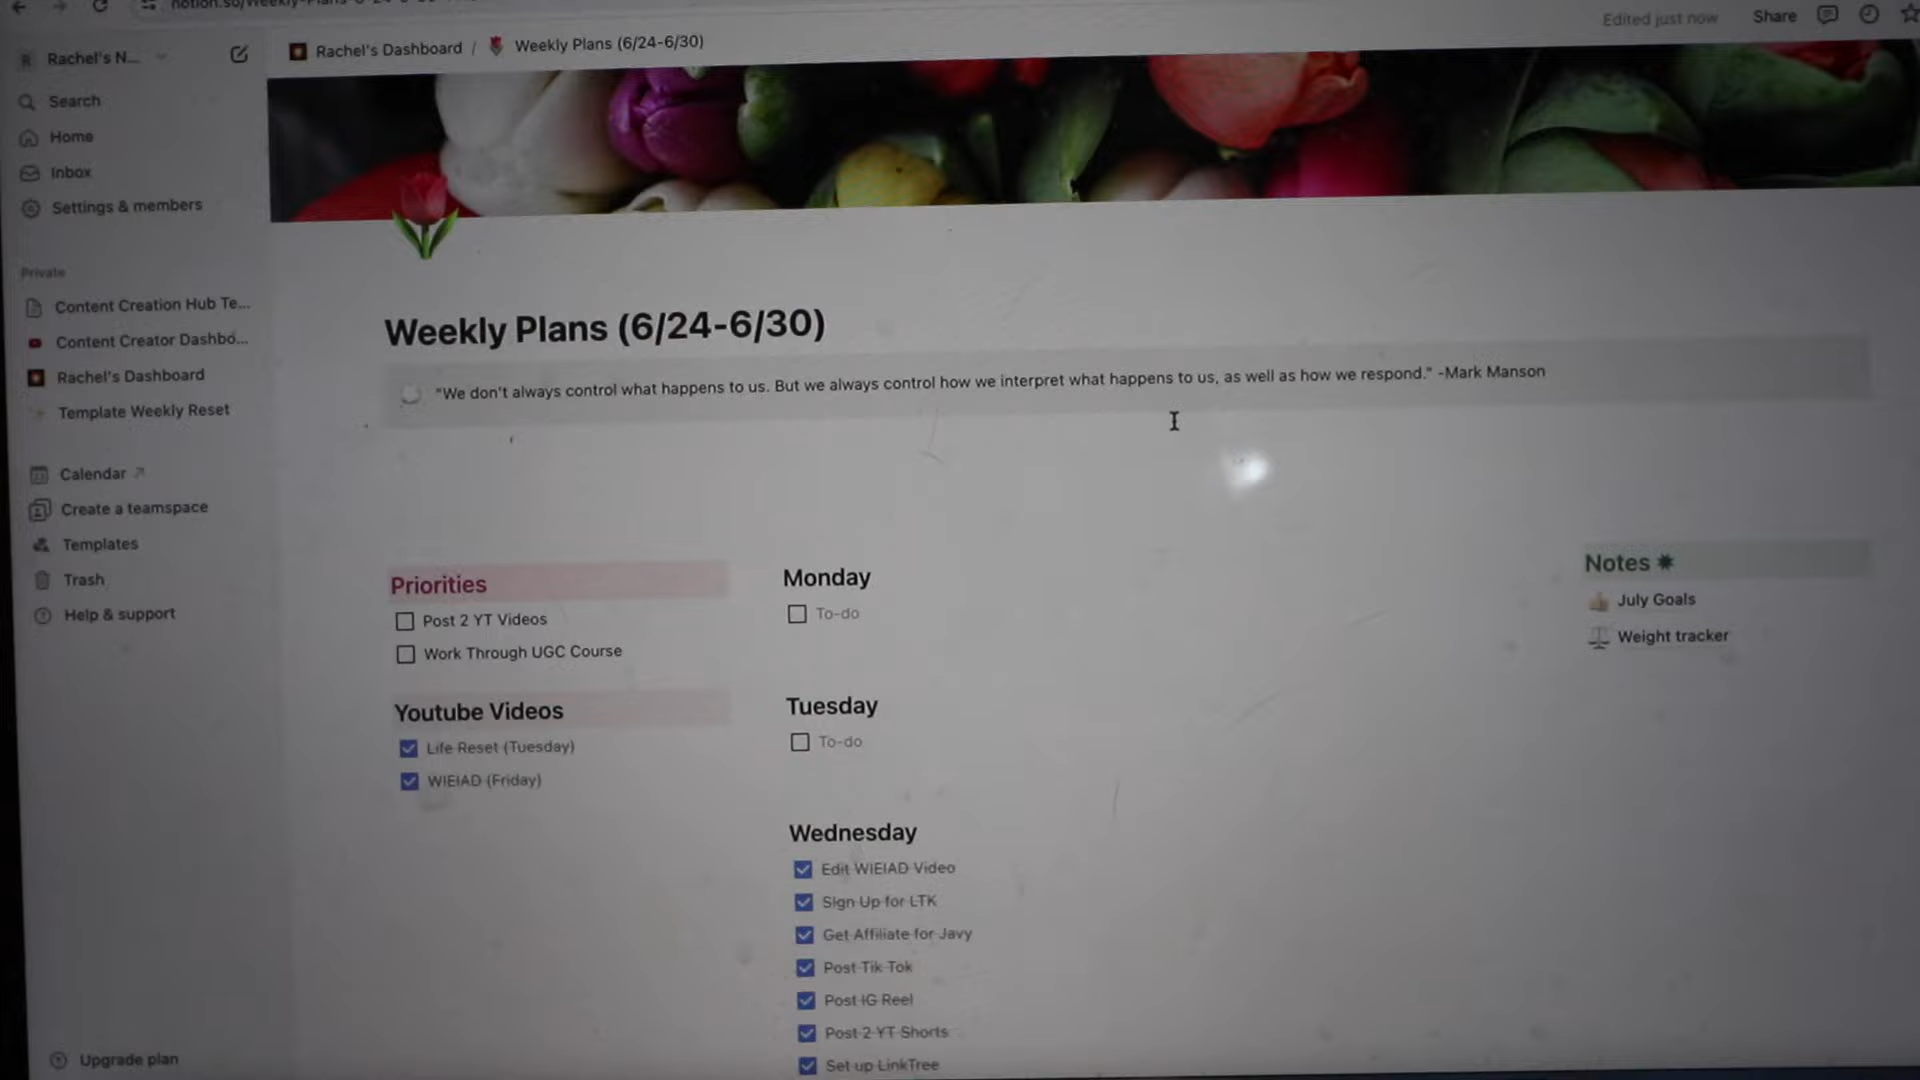 Edited just now
Share
Rachel's N...
Rachel's Dashboard / Weekly Plans (6/24-6/30)
Search
Home
Inbox
Settings & members
Private
Content Creation Hub Te...
Content Creator Dashbo...
Rachel's Dashboard
Template Weekly Reset
Calendar ↗
Create a teamspace
Templates
Trash
Help & support
Upgrade plan
Weekly Plans (6/24-6/30)
"We don't always control what happens to us. But we always control how we interpret what happens to us, as well as how we respond." -Mark Manson
Priorities
Post 2 YT Videos
Work Through UGC Course
Youtube Videos
Life Reset (Tuesday)
WIEIAD (Friday)
Monday
To-do
Tuesday
To-do
Wednesday
Edit WIEIAD Video
Sign Up for LTK
Get Affiliate for Javy
Post Tik Tok
Post IG Reel
Post 2 YT Shorts
Set up LinkTree
Notes
July Goals
Weight tracker